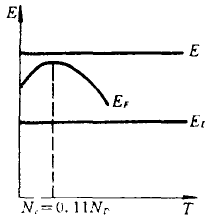 E
E
E_F
E_i
N_c=0.11N_D
T